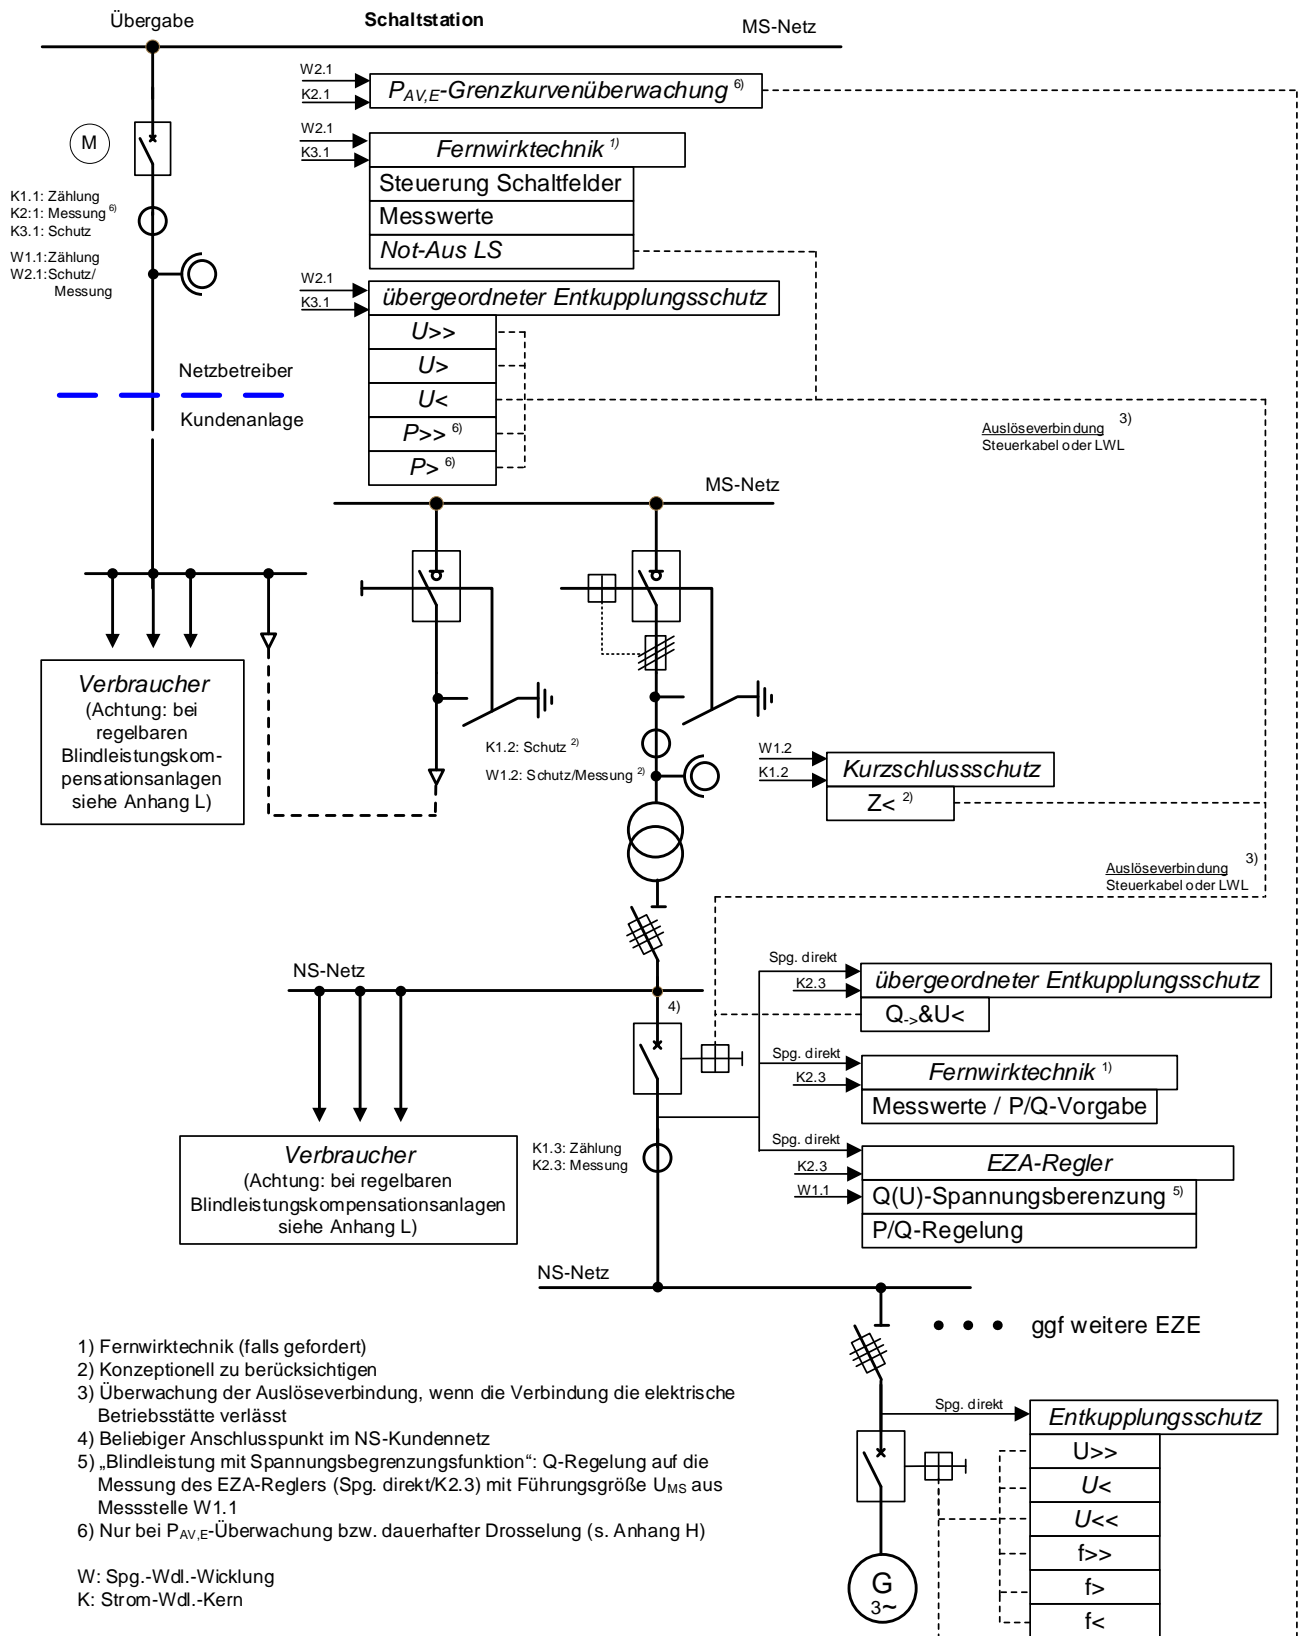 Übergabe
Schaltstation
MS-Netz
W2.1
K2.1
PAV,E-Grenzkurvenüberwachung 6)
M
W2.1
K3.1
Fernwirktechnik 1)
Steuerung Schaltfelder
Messwerte
Not-Aus LS
K1.1: Zählung
K2:1: Messung 6)
K3.1: Schutz
W1.1:Zählung
W2.1:Schutz/
Messung
W2.1
K3.1
übergeordneter Entkupplungsschutz
U>>
U>
U<
P>> 6)
P> 6)
Netzbetreiber
Kundenanlage
Auslöseverbindung 3)
Steuerkabel oder LWL
MS-Netz
Verbraucher
(Achtung: bei
regelbaren
Blindleistungskom-
pensationsanlagen
siehe Anhang L)
K1.2: Schutz 2)
W1.2: Schutz/Messung 2)
W1.2
K1.2
Kurzschlussschutz
Z< 2)
Auslöseverbindung 3)
Steuerkabel oder LWL
NS-Netz
4)
Spg. direkt
K2.3
übergeordneter Entkupplungsschutz
Q->&U<
Spg. direkt
K2.3
Fernwirktechnik 1)
Messwerte / P/Q-Vorgabe
Verbraucher
(Achtung: bei regelbaren
Blindleistungskompensationsanlagen
siehe Anhang L)
K1.3: Zählung
K2.3: Messung
Spg. direkt
K2.3
W1.1
EZA-Regler
Q(U)-Spannungsberenzung 5)
P/Q-Regelung
NS-Netz
ggf weitere EZE
1) Fernwirktechnik (falls gefordert)
2) Konzeptionell zu berücksichtigen
3) Überwachung der Auslöseverbindung, wenn die Verbindung die elektrische
Betriebsstätte verlässt
4) Beliebiger Anschlusspunkt im NS-Kundennetz
5) „Blindleistung mit Spannungsbegrenzungsfunktion“: Q-Regelung auf die
Messung des EZA-Reglers (Spg. direkt/K2.3) mit Führungsgröße UMS aus
Messstelle W1.1
6) Nur bei PAV,E-Überwachung bzw. dauerhafter Drosselung (s. Anhang H)
W: Spg.-Wdl.-Wicklung
K: Strom-Wdl.-Kern
Spg. direkt
Entkupplungsschutz
U>>
U<
U<<
f>>
f>
f<
G
3~